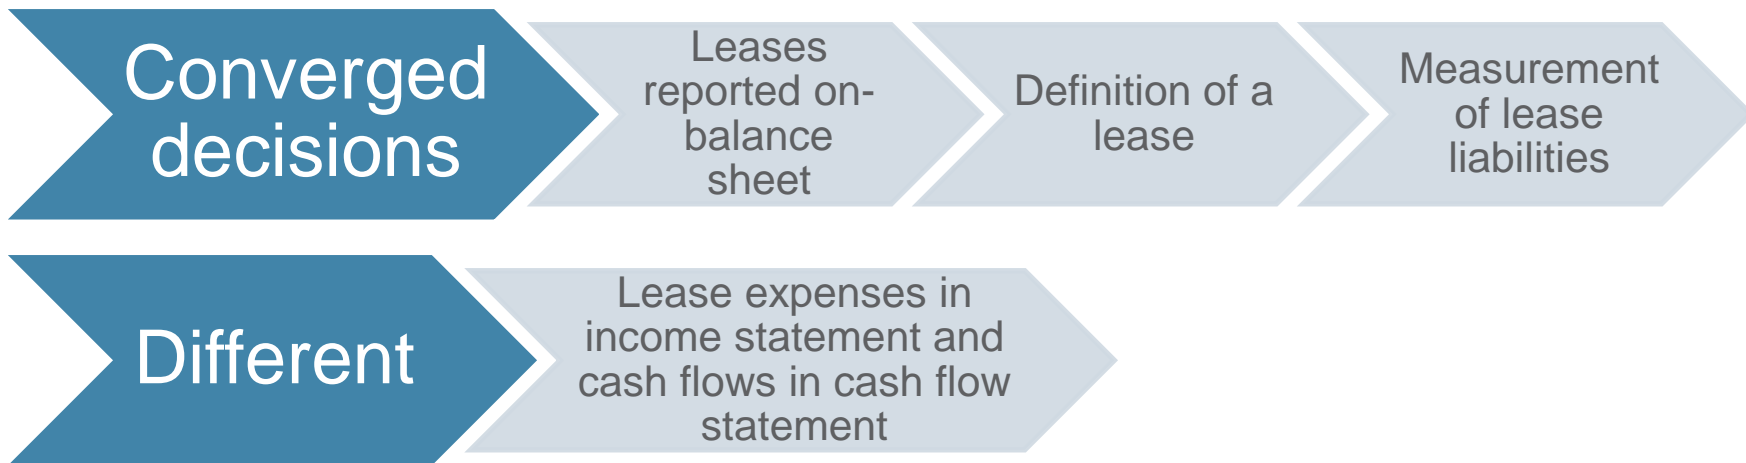 Converged
decisions
Leases
reported on-
balance
sheet
Definition of a
lease
Measurement
of lease
liabilities
Different
Lease expenses in
income statement and
cash flows in cash flow
statement